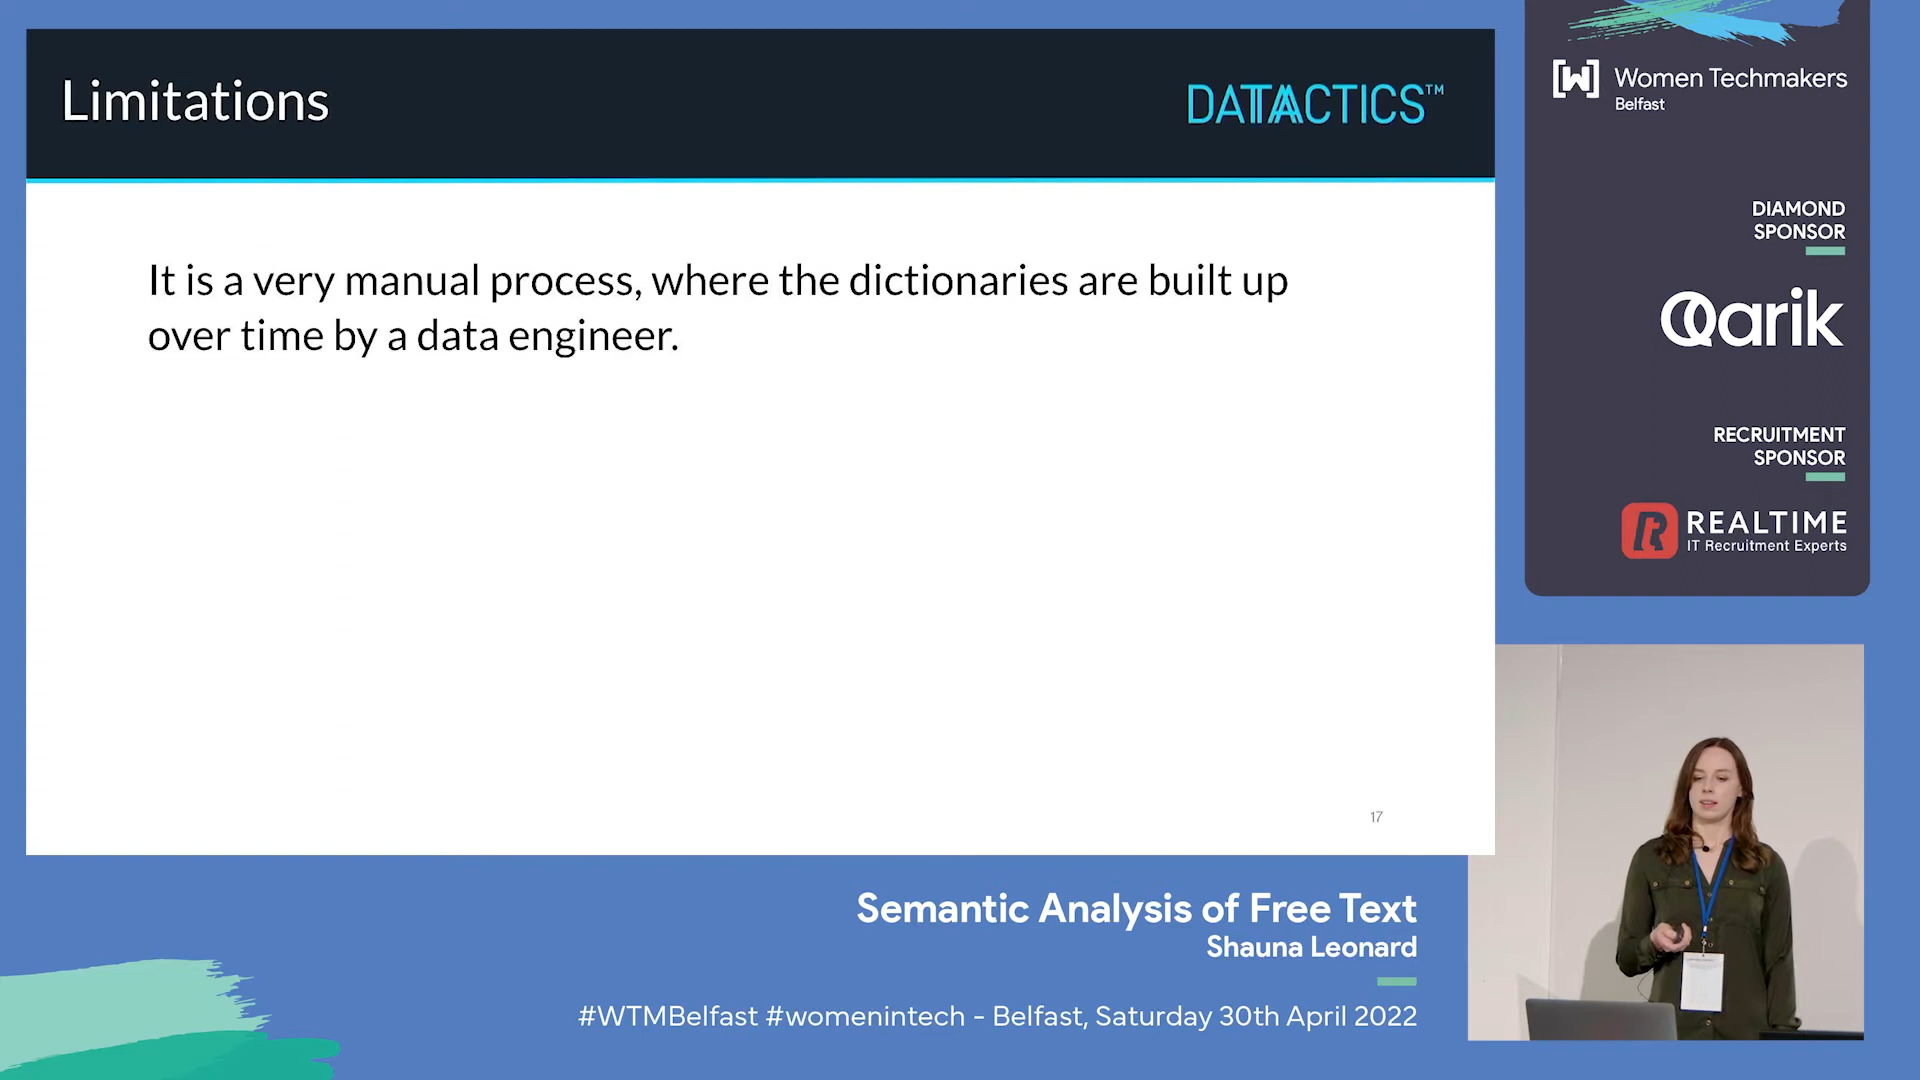 Limitations
DATACTICS™
It is a very manual process, where the dictionaries are built up
over time by a data engineer.
17
Women Techmakers
Belfast
DIAMOND
SPONSOR
Qarik
RECRUITMENT
SPONSOR
REALTIME
IT Recruitment Experts
Semantic Analysis of Free Text
Shauna Leonard
#WTMBelfast #womenintech - Belfast, Saturday 30th April 2022